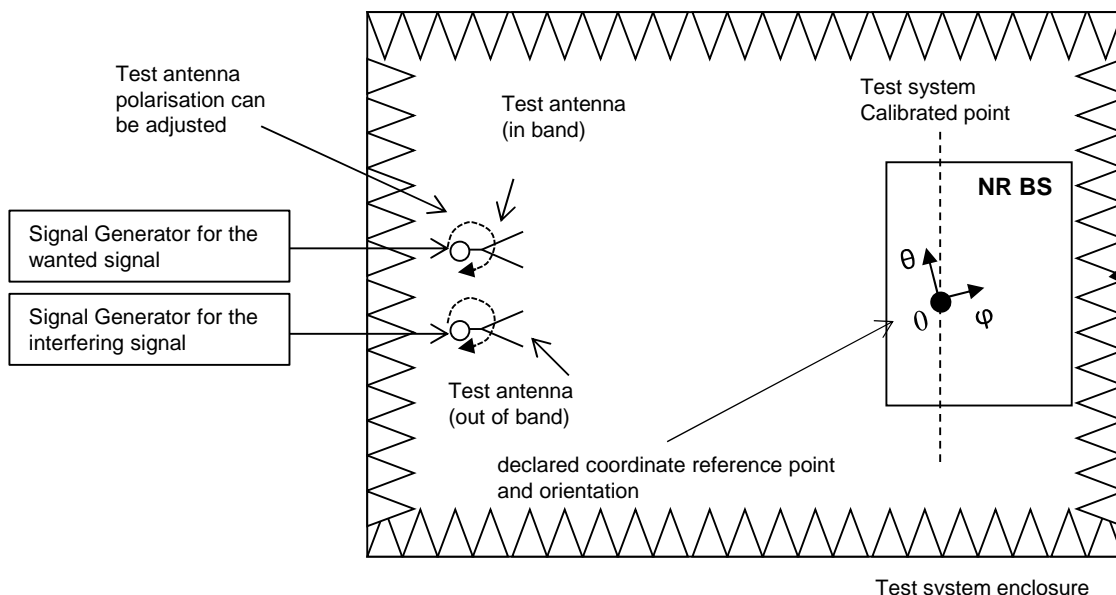 Test antenna
polarisation can
be adjusted
Test antenna
(in band)
Test system
Calibrated point
NR BS
Signal Generator for the
wanted signal
Signal Generator for the
interfering signal
θ
0
φ
Test antenna
(out of band)
declared coordinate reference point
and orientation
Test system enclosure